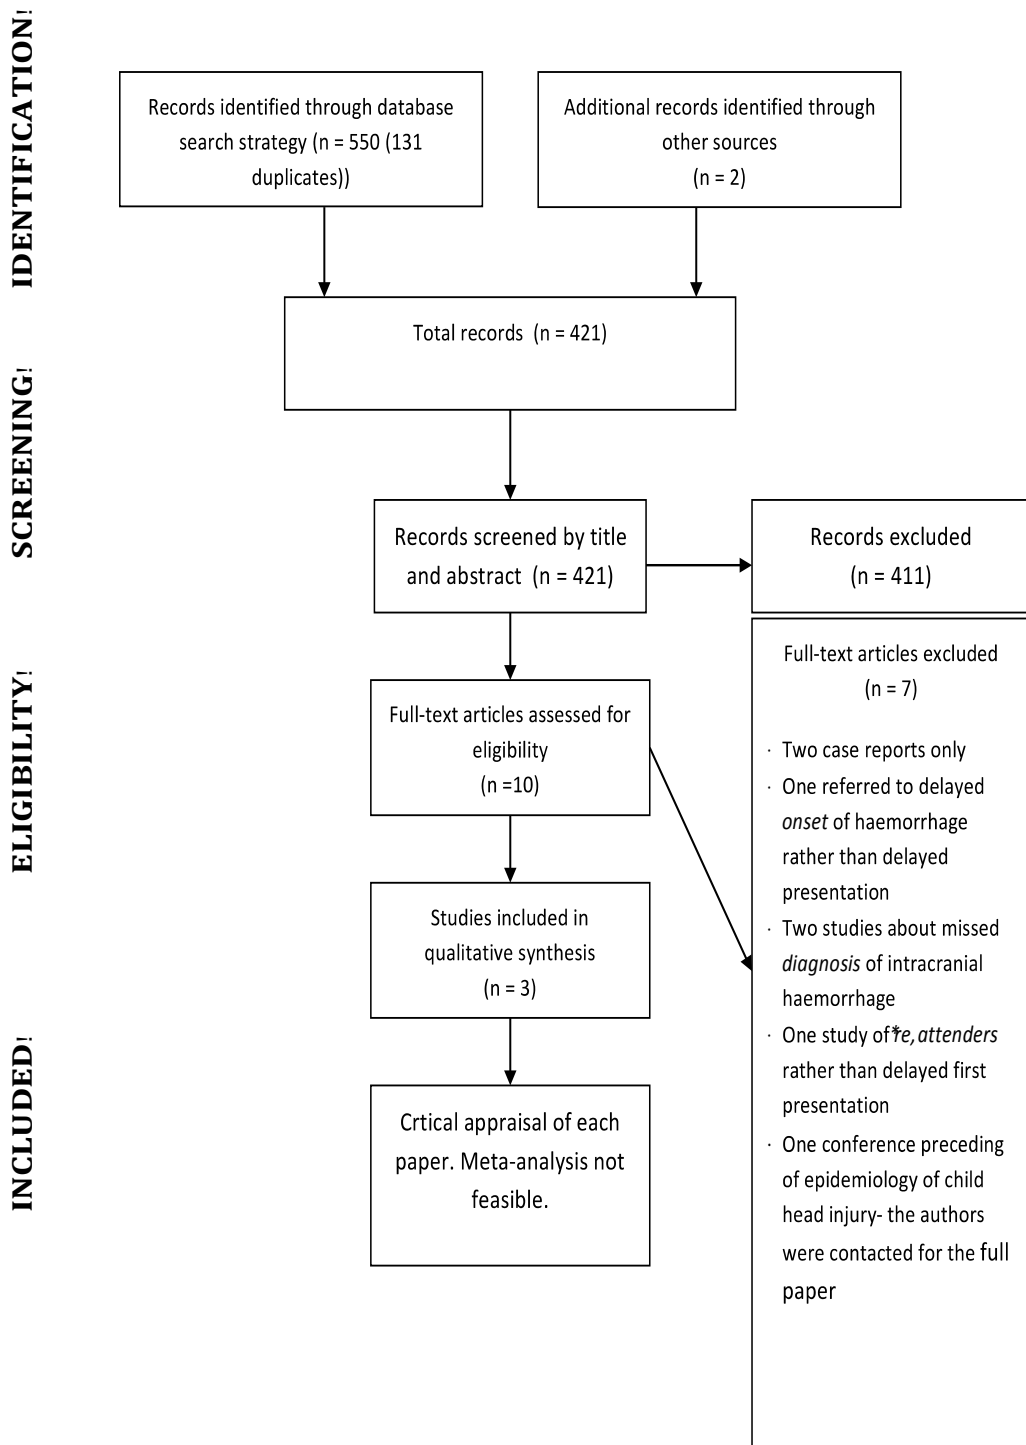 IDENTIFICATION!
Records identified through database
search strategy (n = 550 (131
duplicates))
Additional records identified through
other sources
(n = 2)
Total records (n = 421)
SCREENING!
Records screened by title
and abstract (n = 421)
Records excluded
(n = 411)
ELIGIBILITY!
Full-text articles assessed for
eligibility
(n =10)
Full-text articles excluded
(n = 7)
· Two case reports only
· One referred to delayed
onset of haemorrhage
rather than delayed
presentation
· Two studies about missed
diagnosis of intracranial
haemorrhage
· One study of *re, attenders
rather than delayed first
presentation
· One conference preceding
of epidemiology of child
head injury- the authors
were contacted for the full
paper
Studies included in
qualitative synthesis
(n = 3)
INCLUDED!
Crtical appraisal of each
paper. Meta-analysis not
feasible.